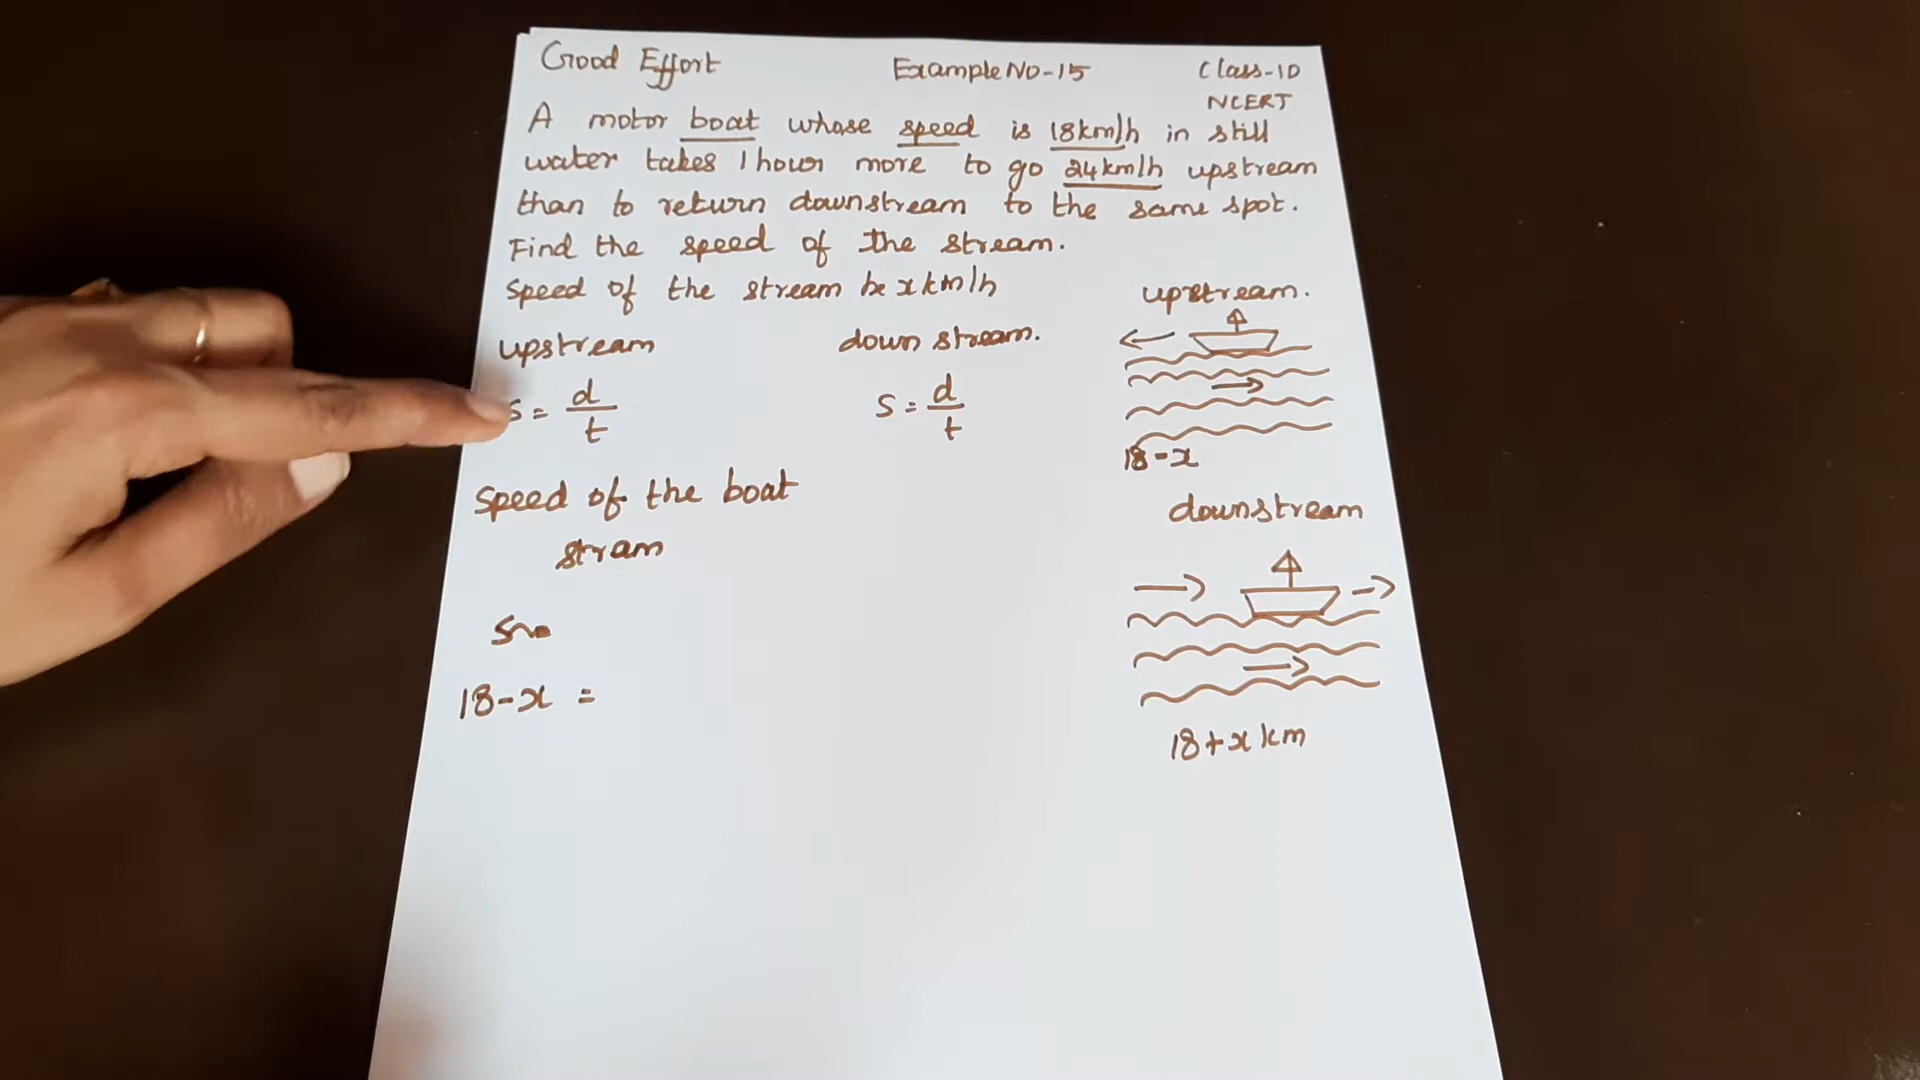 Good Effort Example No-15 Class-10
NCERT
A motor boat whose speed is 18km/h in still
water takes 1 hour more to go 24km/h upstream
than to return downstream to the same spot.
Find the speed of the stream.
speed of the stream be x km/h
upstream.
upstream down stream.
s = d/t s = d/t
18-x
speed of the boat
downstream
stram
18-x =
18+x km